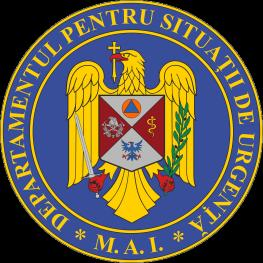 DEPARTAMENTUL PENTRU SITUAȚII DE URGENȚĂ
* M.A.I. *